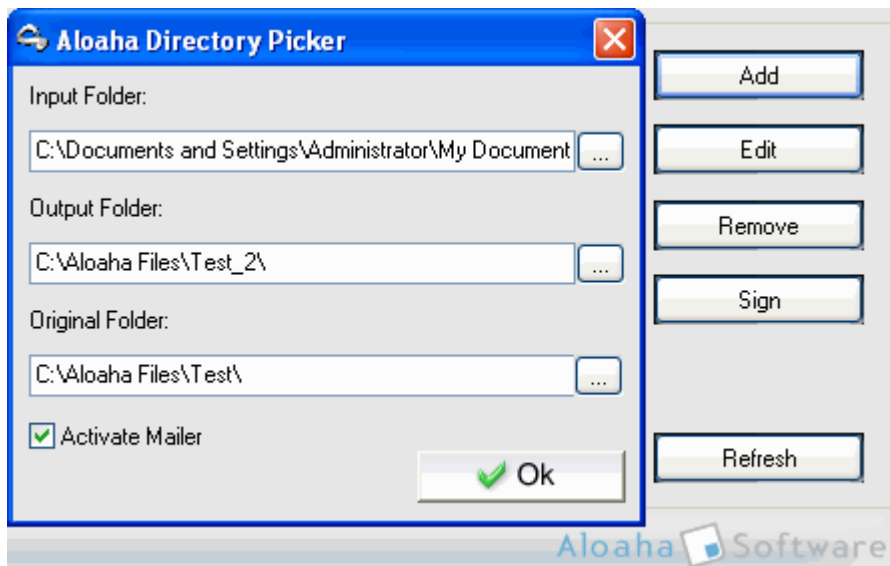 Aloaha Directory Picker
Input Folder:
C:\Documents and Settings\Administrator\My Document
...
Output Folder:
C:\Aloaha Files\Test_2\
...
Original Folder:
C:\Aloaha Files\Test\
...
Activate Mailer
Ok
Add
Edit
Remove
Sign
Refresh
Aloaha Software